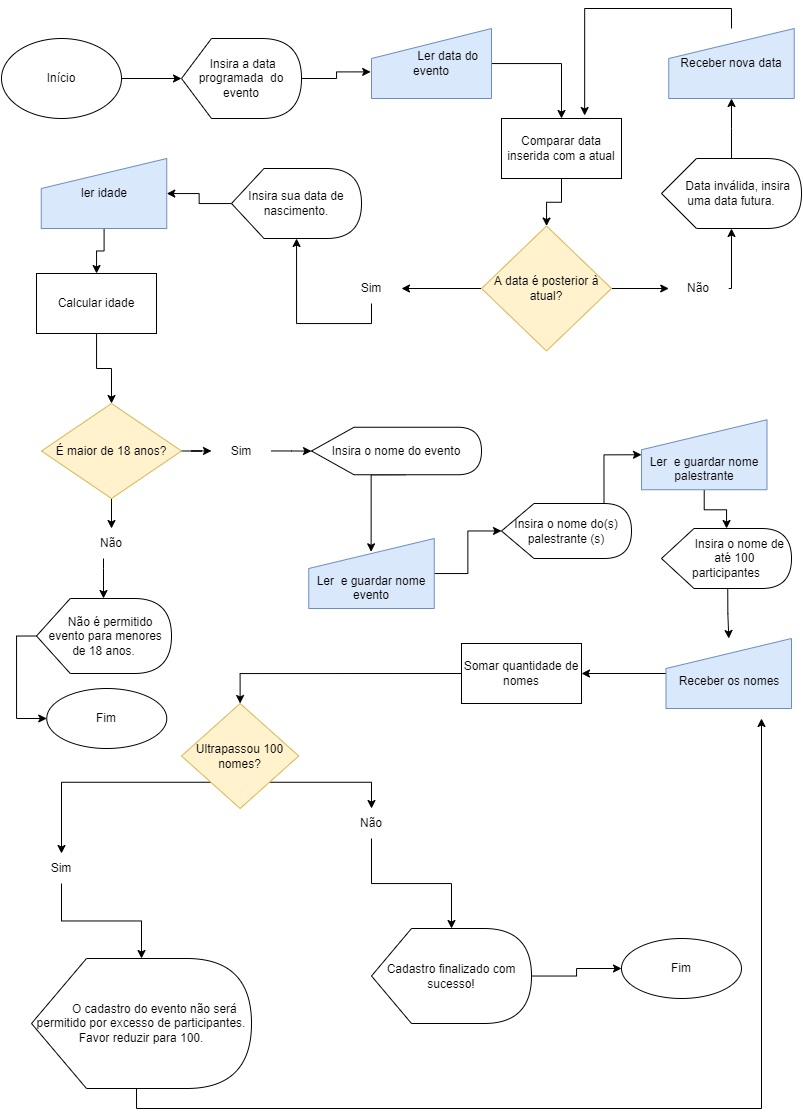 Início
Insira a data
programada do
evento
Ler data do
evento
Receber nova data
Comparar data
inserida com a atual
Data inválida, insira
uma data futura.
ler idade
Insira sua data de
nascimento.
Sim
A data é posterior á
atual?
Não
Calcular idade
É maior de 18 anos?
Sim
Insira o nome do evento
Ler e guardar nome
palestrante
Insira o nome do(s)
palestrante (s)
Não
Ler e guardar nome
evento
Insira o nome de
até 100
participantes
Não é permitido
evento para menores
de 18 anos.
Fim
Somar quantidade de
nomes
Receber os nomes
Ultrapassou 100
nomes?
Não
Sim
Cadastro finalizado com
sucesso!
Fim
O cadastro do evento não será
permitido por excesso de participantes.
Favor reduzir para 100.